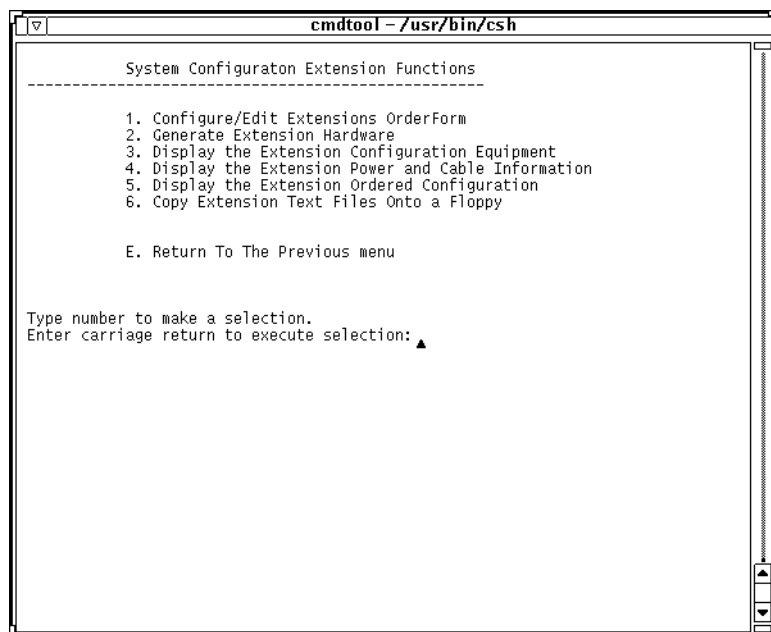 cmdtool – /usr/bin/csh
System Configuraton Extension Functions
---------------------------------------------------
1. Configure/Edit Extensions OrderForm
2. Generate Extension Hardware
3. Display the Extension Configuration Equipment
4. Display the Extension Power and Cable Information
5. Display the Extension Ordered Configuration
6. Copy Extension Text Files Onto a Floppy
E. Return To The Previous menu
Type number to make a selection.
Enter carriage return to execute selection: